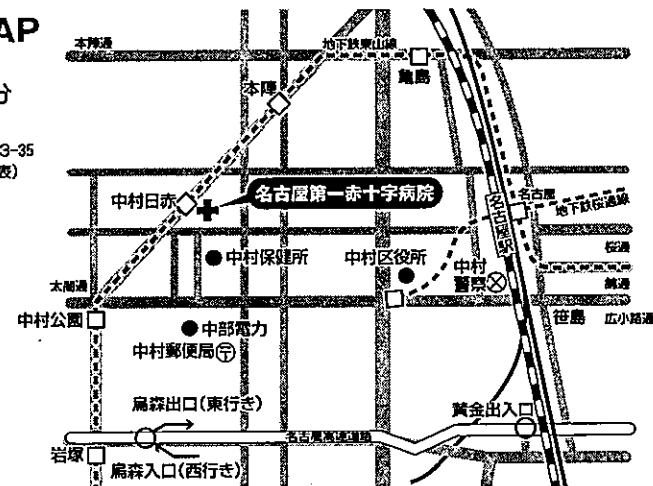 AP
本陣通
地下鉄東山線
亀島
分
本陣
3-35
表)
中村日赤
名古屋第一赤十字病院
名古屋
地下鉄桜通線
名古屋駅
中村保健所
中村区役所
中村
警察
桜通
錦通
太閤通
中村公園
笹島
広小路通
中部電力
中村郵便局
烏森出口(東行き)
黄金出入口
名古屋高速道路
岩塚
烏森入口(西行き)